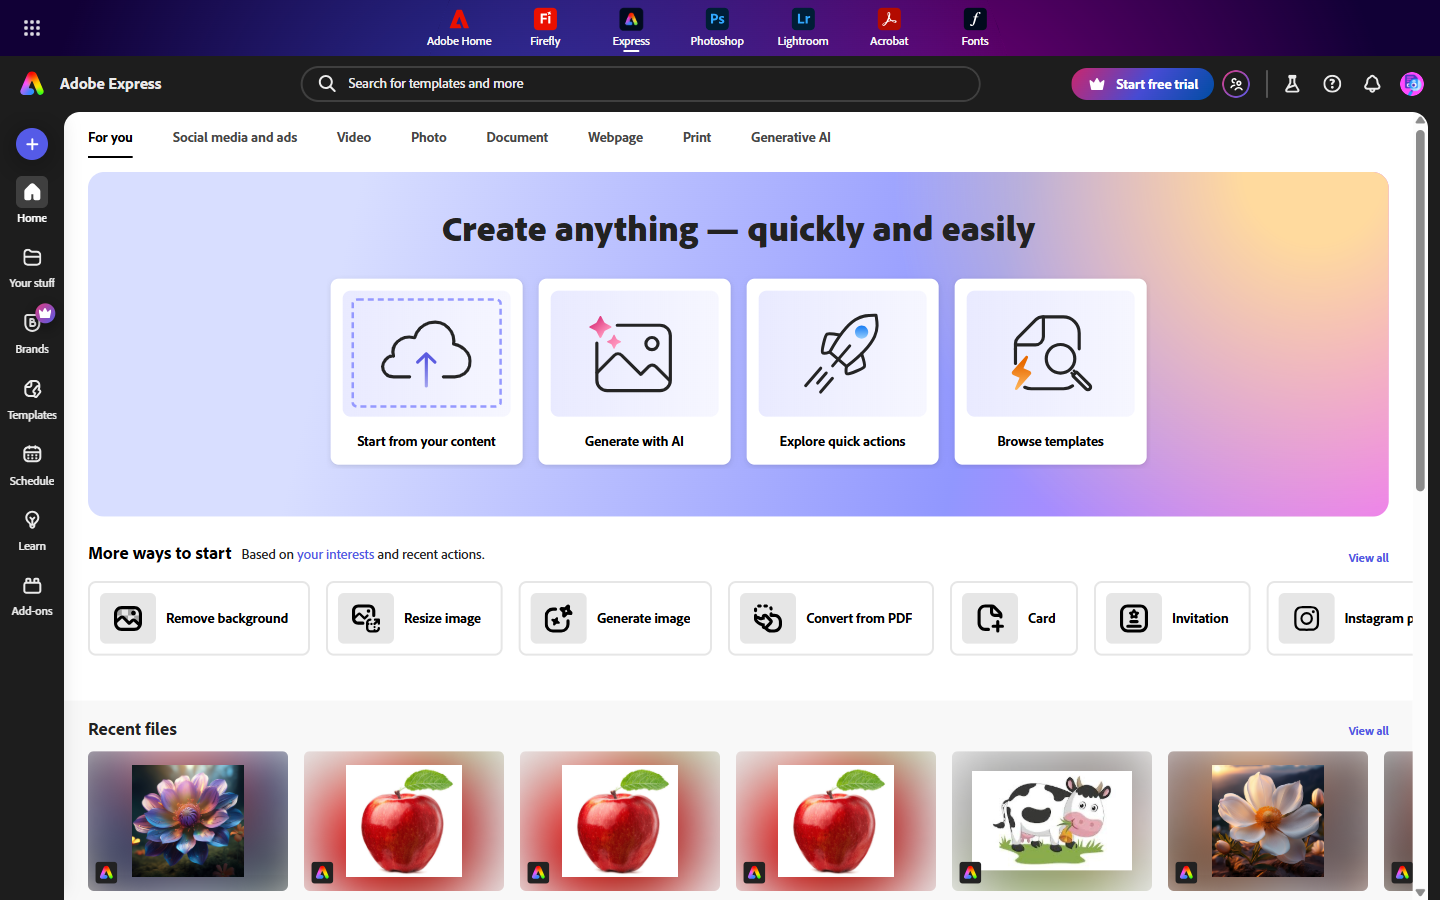 Adobe Home
Fi
Firefly
Express
Ps
Photoshop
Lr
Lightroom
Acrobat
f
Fonts
Adobe Express
Search for templates and more
Start free trial
Home
Your stuff
B
Brands
Templates
Schedule
Learn
Add-ons
For you
Social media and ads
Video
Photo
Document
Webpage
Print
Generative AI
Create anything — quickly and easily
Start from your content
Generate with AI
Explore quick actions
Browse templates
More ways to start
Based on your interests and recent actions.
View all
Remove background
Resize image
Generate image
Convert from PDF
Card
Invitation
Instagram p
Recent files
View all